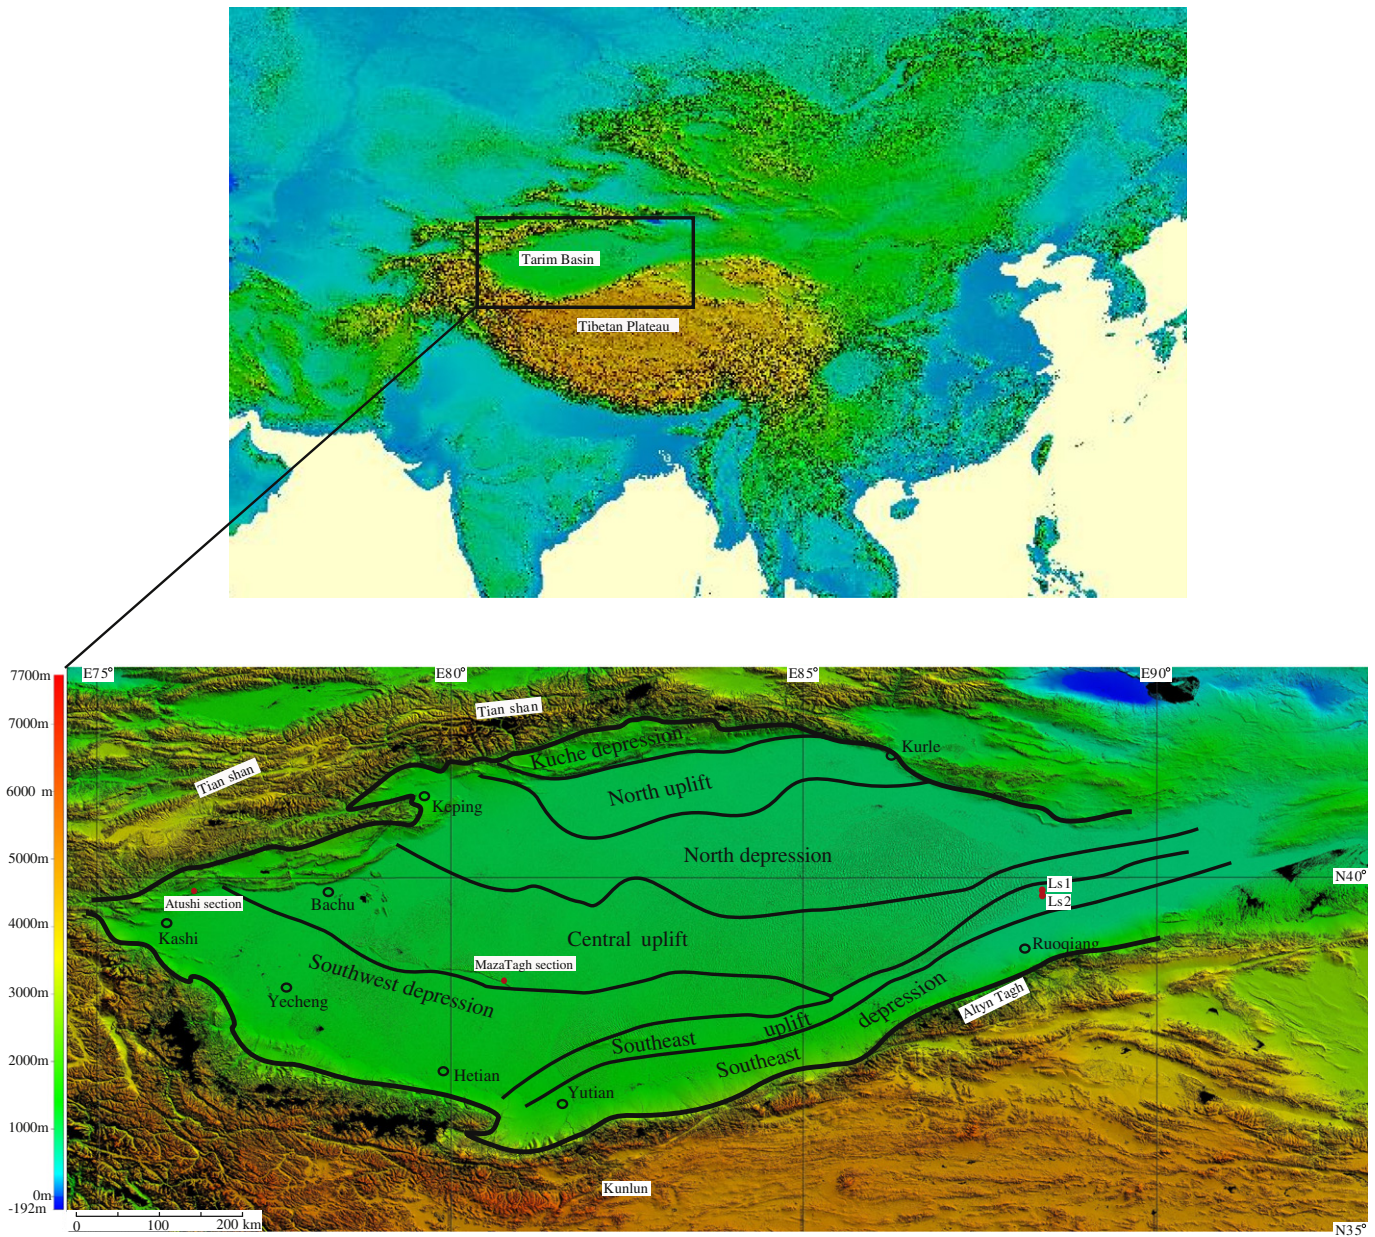 Tarim Basin
Tibetan Plateau
7700m
7000m
6000 m
5000m
4000m
3000m
2000m
1000m
0m
-192m
E75°
E80°
E85°
E90°
Tian shan
Kuche depression
Kurle
Tian shan
North uplift
Keping
North depression
N40°
Ls1
Atushi section
Bachu
Ls2
Kashi
Central uplift
Ruoqiang
MazaTagh section
Southwest depression
Yecheng
depression
Altyn Tagh
uplift
Southeast
Southeast
Hetian
Yutian
Kunlun
0 100 200 km
N35°